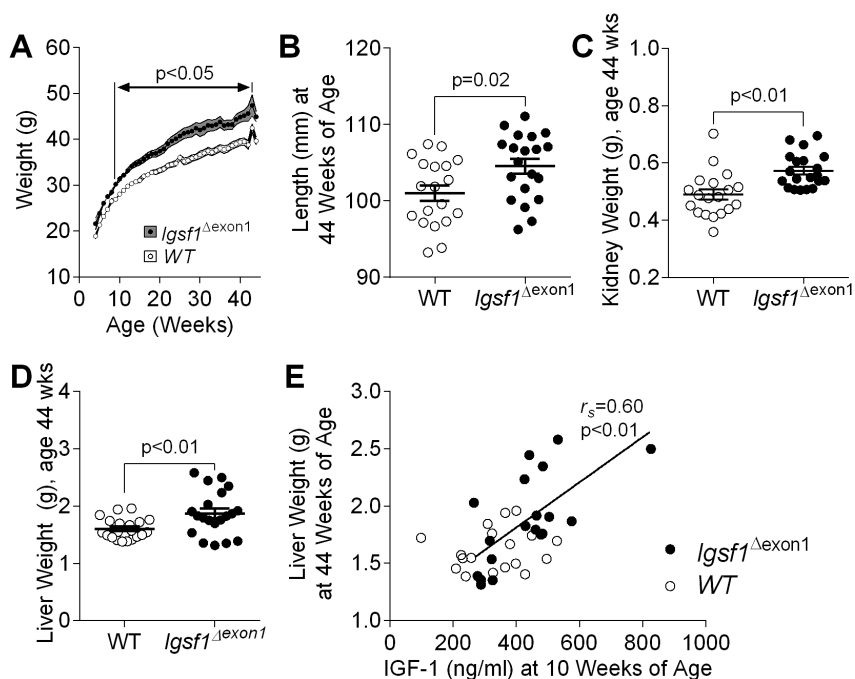 A
Weight (g)
60
50
40
30
20
10
p<0.05
Igsf1Δexon1
WT
0 10 20 30 40
Age (Weeks)
B
Length (mm) at
44 Weeks of Age
120
110
100
90
p=0.02
WT Igsf1Δexon1
C
Kidney Weight (g), age 44 wks
1.0
0.8
0.6
0.4
0.2
p<0.01
WT Igsf1Δexon1
D
Liver Weight (g), age 44 wks
4
3
2
1
0
p<0.01
WT Igsf1Δexon1
E
Liver Weight (g)
at 44 Weeks of Age
3.0
2.5
2.0
1.5
1.0
rs=0.60
p<0.01
Igsf1Δexon1
WT
0 200 400 600 800 1000
IGF-1 (ng/ml) at 10 Weeks of Age